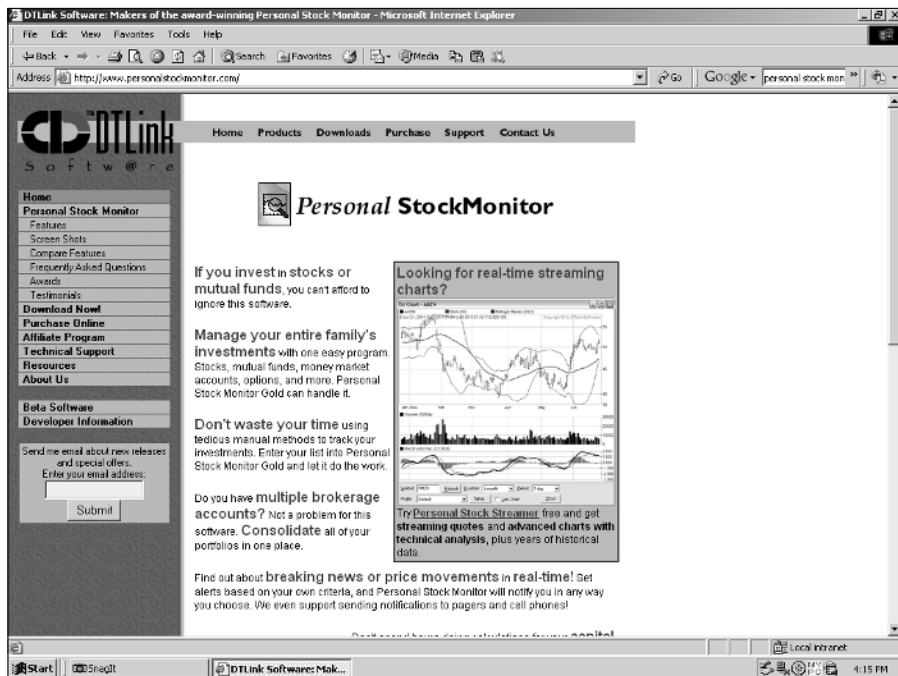 DTLink Software: Makers of the award-winning Personal Stock Monitor - Microsoft Internet Explorer
File Edit View Favorites Tools Help
Back Search Favorites Media
Address http://www.personalstockmonitor.com/ Go Google personal stock mon
DTLink
Softw@re
Home Products Downloads Purchase Support Contact Us
Personal StockMonitor
Home
Personal Stock Monitor
Features
Screen Shots
Compare Features
Frequently Asked Questions
Awards
Testimonials
Download Now!
Purchase Online
Affiliate Program
Technical Support
Resources
About Us
Beta Software
Developer Information
Send me email about new releases
and special offers.
Enter your email address:
Submit
If you invest in stocks or
mutual funds, you can't afford to
ignore this software.
Manage your entire family's
investments with one easy program.
Stocks, mutual funds, money market
accounts, options, and more. Personal
Stock Monitor Gold can handle it.
Don't waste your time using
tedious manual methods to track your
investments. Enter your list into Personal
Stock Monitor Gold and let it do the work.
Do you have multiple brokerage
accounts? Not a problem for this
software. Consolidate all of your
portfolios in one place.
Looking for real-time streaming
charts?
Try Personal Stock Streamer free and get
streaming quotes and advanced charts with
technical analysis, plus years of historical
data.
Find out about breaking news or price movements in real-time! Set
alerts based on your own criteria, and Personal Stock Monitor will notify you in any way
you choose. We even support sending notifications to pagers and cell phones!
Local intranet
Start SnagIt DTLink Software: Mak... 4:15 PM